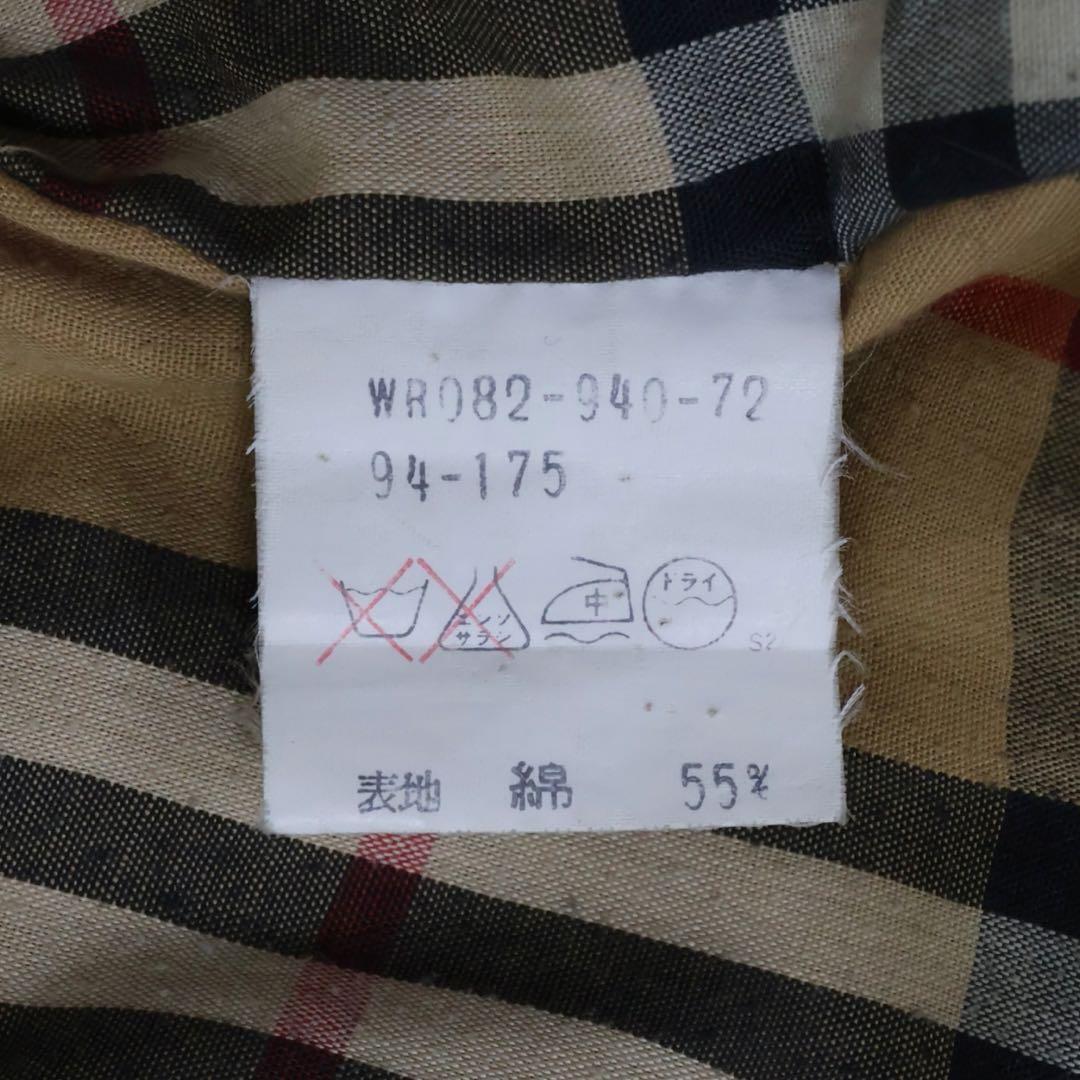 WR082-940-72
94-175
エンソ
サラシ
中
ドライ
S2
表地 綿 55%